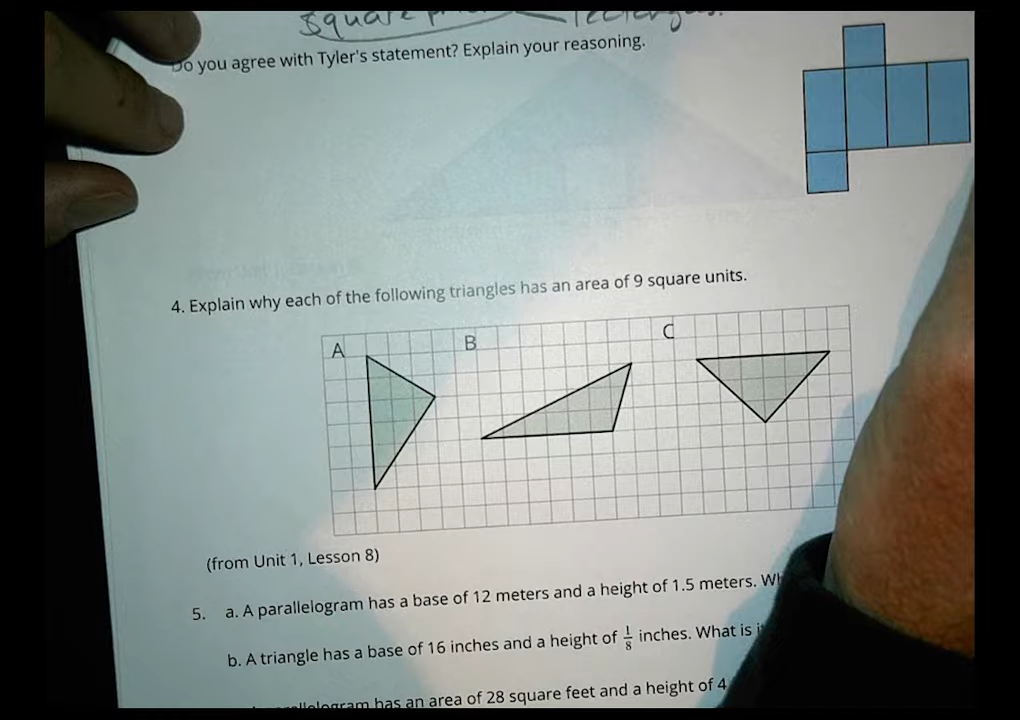 square
Do you agree with Tyler's statement? Explain your reasoning.
4. Explain why each of the following triangles has an area of 9 square units.
A B C
(from Unit 1, Lesson 8)
5. a. A parallelogram has a base of 12 meters and a height of 1.5 meters.
b. A triangle has a base of 16 inches and a height of 1/8 inches. What is
has an area of 28 square feet and a height of 4